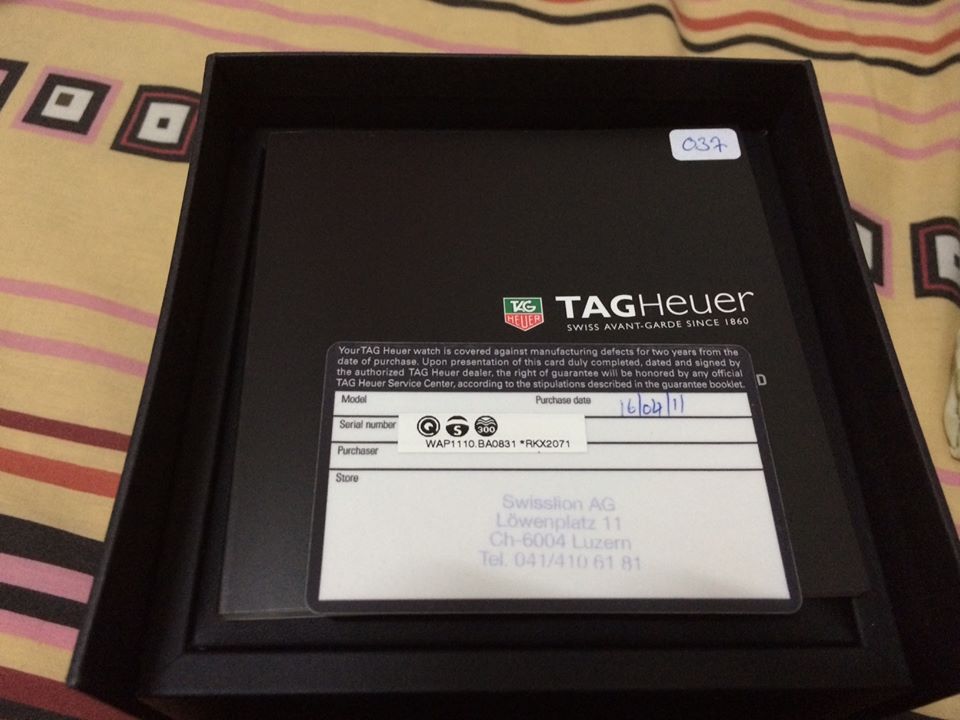 037
TAG
HEUER
TAGHeuer
SWISS AVANT-GARDE SINCE 1860
Your TAG Heuer watch is covered against manufacturing defects for two years from the
date of purchase. Upon presentation of this card duly completed, dated and signed by
the authorized TAG Heuer dealer, the right of guarantee will be honored by any official
TAG Heuer Service Center, according to the stipulations described in the guarantee booklet.
D
Model
Purchase date 16/04/11
Serial number
S 300
WAP1110.BA0831 *RKX2071
Purchaser
Store
Swisslion AG
Löwenplatz 11
Ch-6004 Luzern
Tel. 041/410 61 81